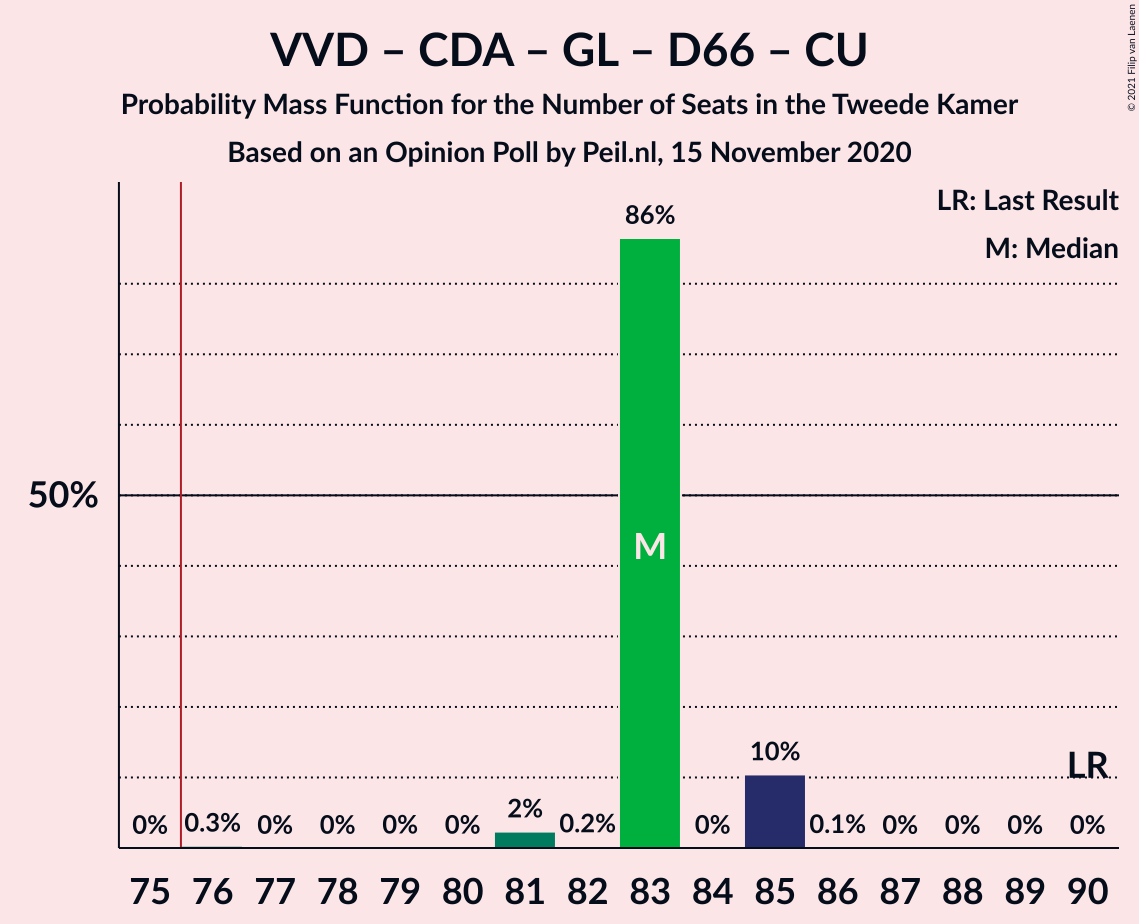 VVD – CDA – GL – D66 – CU
Probability Mass Function for the Number of Seats in the Tweede Kamer
Based on an Opinion Poll by Peil.nl, 15 November 2020
© 2021 Filip van Laenen
LR: Last Result
M: Median
86%
50%
M
10%
LR
0% 0.3% 0% 0% 0% 0% 2% 0.2% 0% 0.1% 0% 0% 0% 0%
75 76 77 78 79 80 81 82 83 84 85 86 87 88 89 90